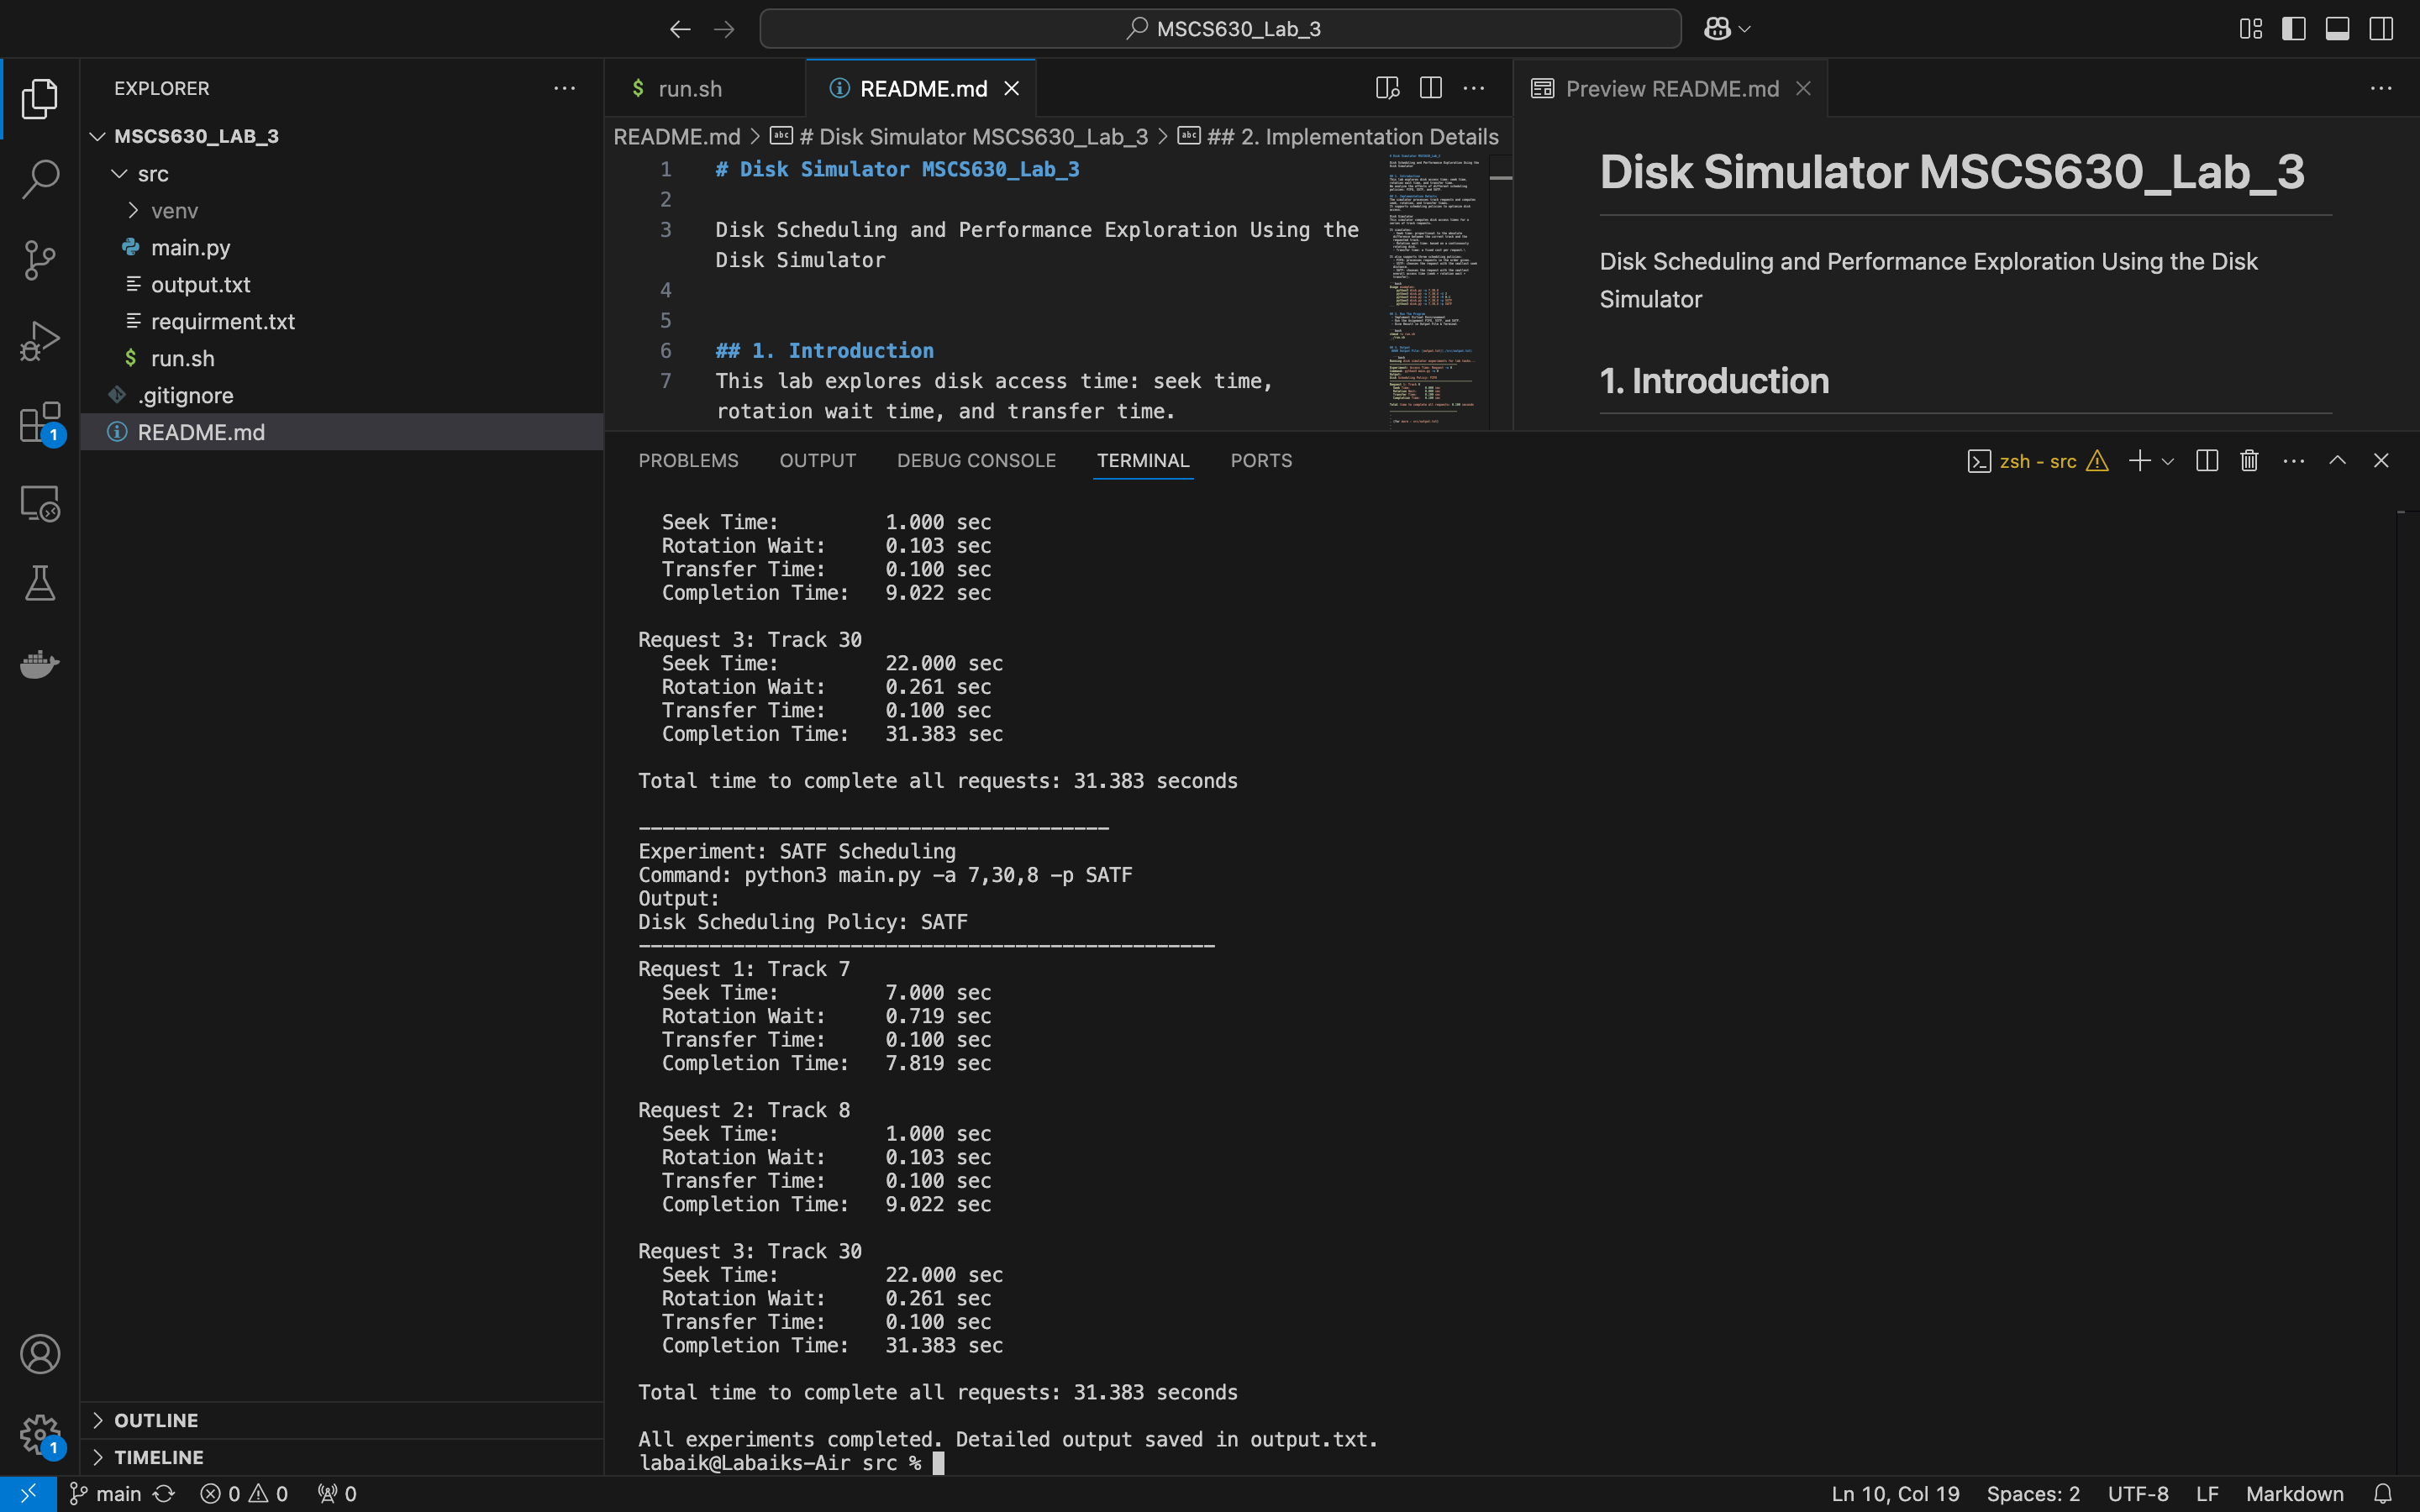 MSCS630_Lab_3
EXPLORER
MSCS630_LAB_3
src
venv
main.py
output.txt
requirment.txt
$ run.sh
.gitignore
README.md
OUTLINE
TIMELINE
1
1
$ run.sh
README.md
README.md > # Disk Simulator MSCS630_Lab_3 > ## 2. Implementation Details
1 # Disk Simulator MSCS630_Lab_3
2
3 Disk Scheduling and Performance Exploration Using the
Disk Simulator
4
5
6 ## 1. Introduction
7 This lab explores disk access time: seek time,
rotation wait time, and transfer time.
Preview README.md
Disk Simulator MSCS630_Lab_3
Disk Scheduling and Performance Exploration Using the Disk
Simulator
1. Introduction
PROBLEMS OUTPUT DEBUG CONSOLE TERMINAL PORTS
zsh - src
Seek Time: 1.000 sec
Rotation Wait: 0.103 sec
Transfer Time: 0.100 sec
Completion Time: 9.022 sec
Request 3: Track 30
Seek Time: 22.000 sec
Rotation Wait: 0.261 sec
Transfer Time: 0.100 sec
Completion Time: 31.383 sec
Total time to complete all requests: 31.383 seconds
----------------------------------------
Experiment: SATF Scheduling
Command: python3 main.py -a 7,30,8 -p SATF
Output:
Disk Scheduling Policy: SATF
-------------------------------------------------
Request 1: Track 7
Seek Time: 7.000 sec
Rotation Wait: 0.719 sec
Transfer Time: 0.100 sec
Completion Time: 7.819 sec
Request 2: Track 8
Seek Time: 1.000 sec
Rotation Wait: 0.103 sec
Transfer Time: 0.100 sec
Completion Time: 9.022 sec
Request 3: Track 30
Seek Time: 22.000 sec
Rotation Wait: 0.261 sec
Transfer Time: 0.100 sec
Completion Time: 31.383 sec
Total time to complete all requests: 31.383 seconds
All experiments completed. Detailed output saved in output.txt.
labaik@Labaiks-Air src %
main 0 0 0
Ln 10, Col 19 Spaces: 2 UTF-8 LF Markdown